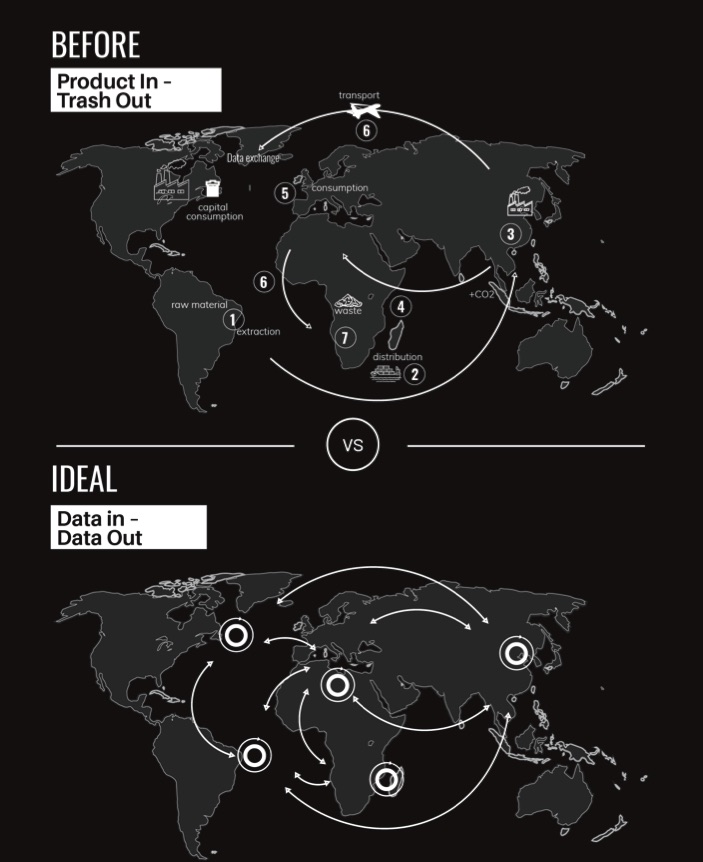 BEFORE
Product In -
Trash Out
transport
6
Data exchange
capital
consumption
5
consumption
3
6
+CO2
raw material
1
extraction
waste
4
7
distribution
2
VS
IDEAL
Data in -
Data Out